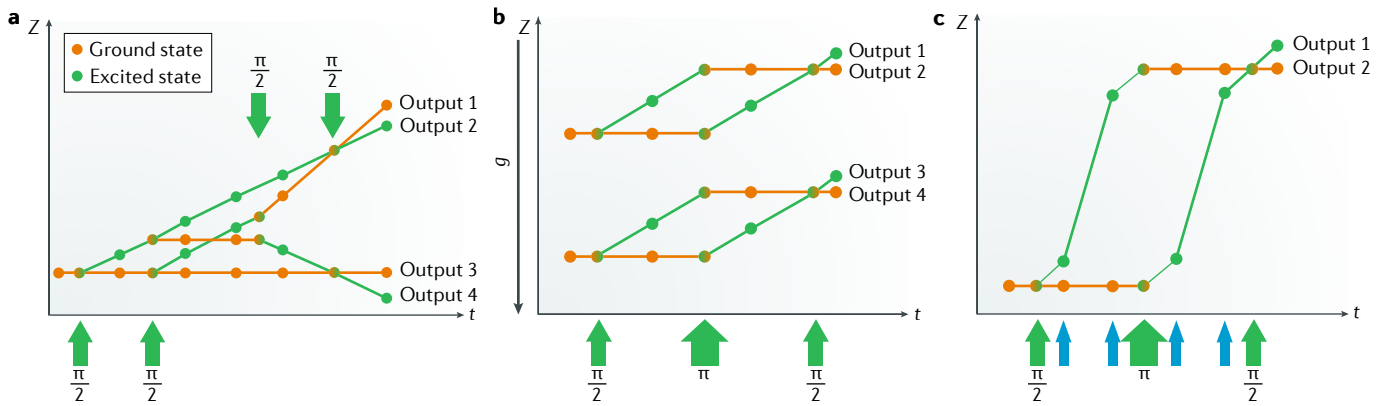 a
Z
Ground state
Excited state
π
2
π
2
Output 1
Output 2
Output 3
Output 4
t
π
2
π
2
b
Z
g
Output 1
Output 2
Output 3
Output 4
t
π
2
π
π
2
c
Z
Output 1
Output 2
t
π
2
π
π
2